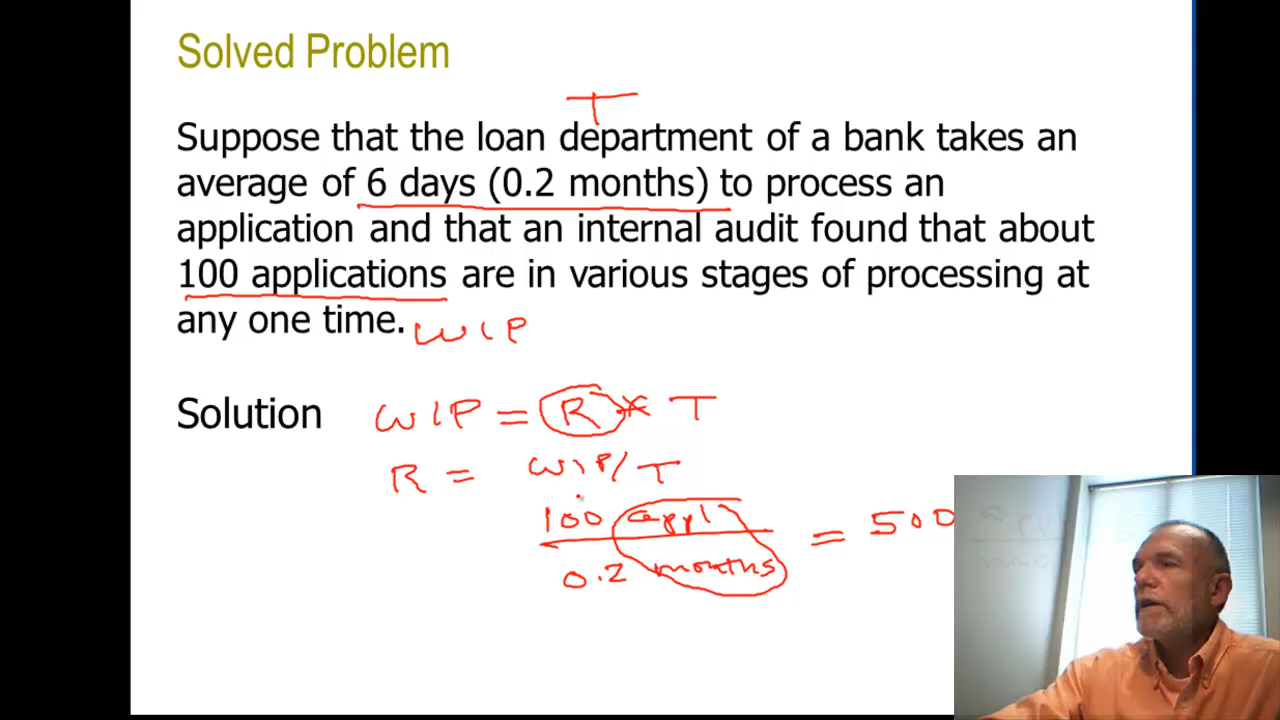 Solved Problem
T
Suppose that the loan department of a bank takes an
average of 6 days (0.2 months) to process an
application and that an internal audit found that about
100 applications are in various stages of processing at
any one time. WIP
Solution WIP = R * T
R = WIP/T
100 appl
0.2 months
= 500